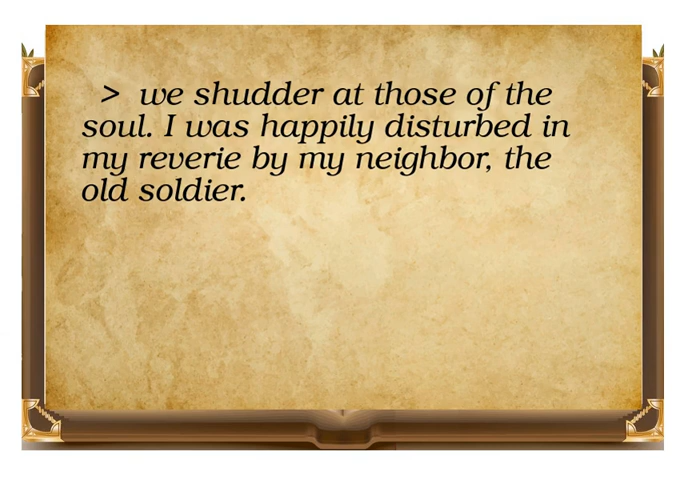 > we shudder at those of the
soul. I was happily disturbed in
my reverie by my neighbor, the
old soldier.